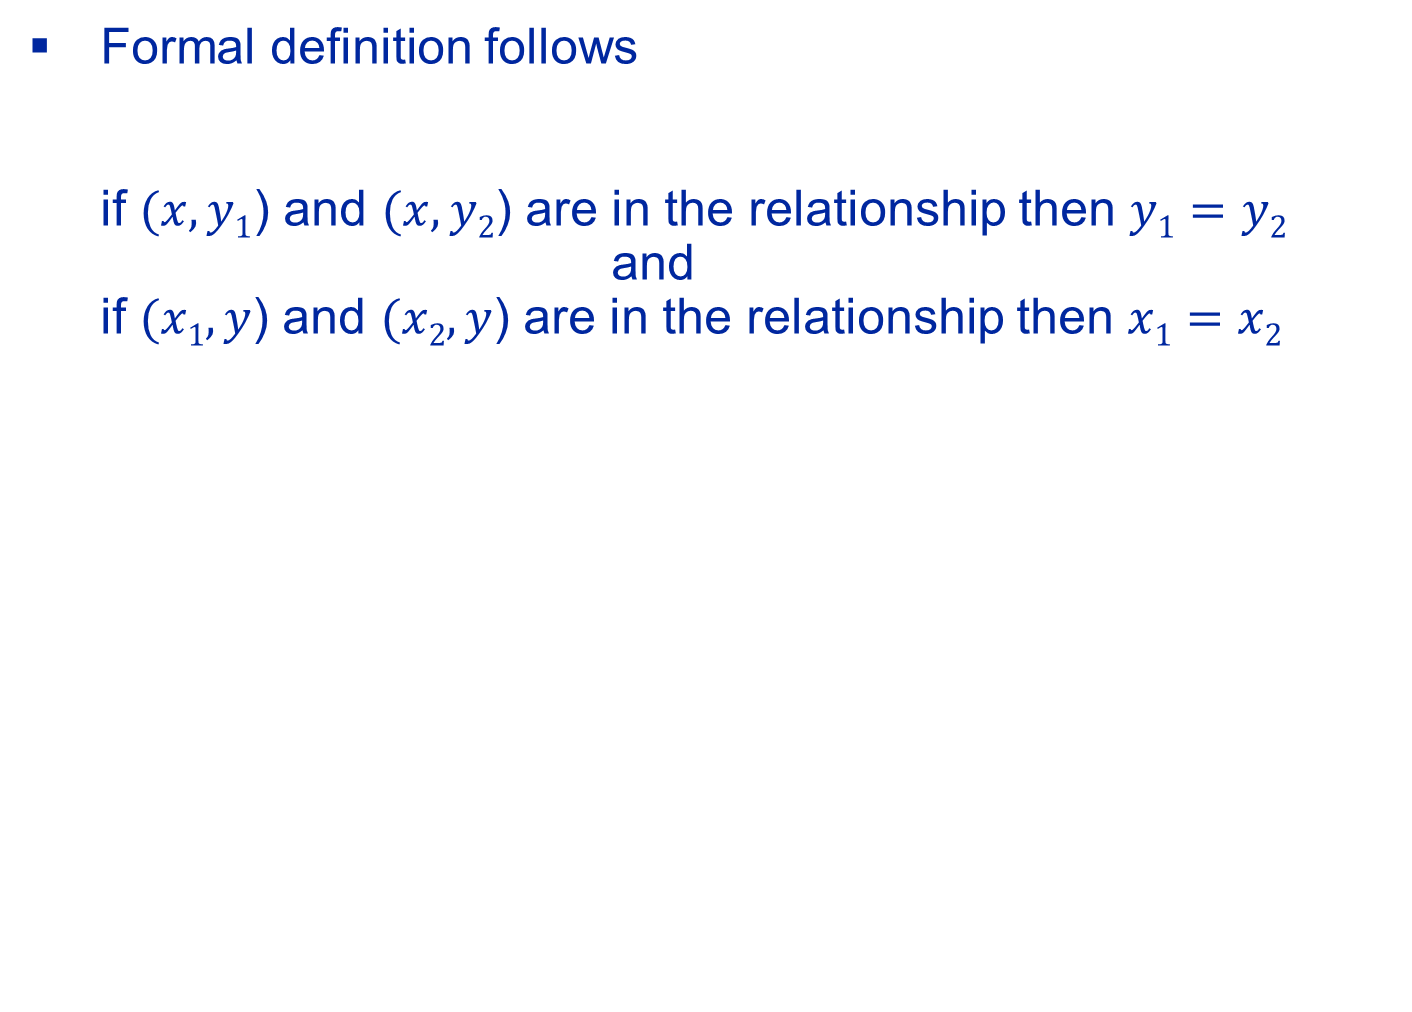 ▪ Formal definition follows
if (𝑥, 𝑦₁) and (𝑥, 𝑦₂) are in the relationship then 𝑦₁ = 𝑦₂
and
if (𝑥₁, 𝑦) and (𝑥₂, 𝑦) are in the relationship then 𝑥₁ = 𝑥₂